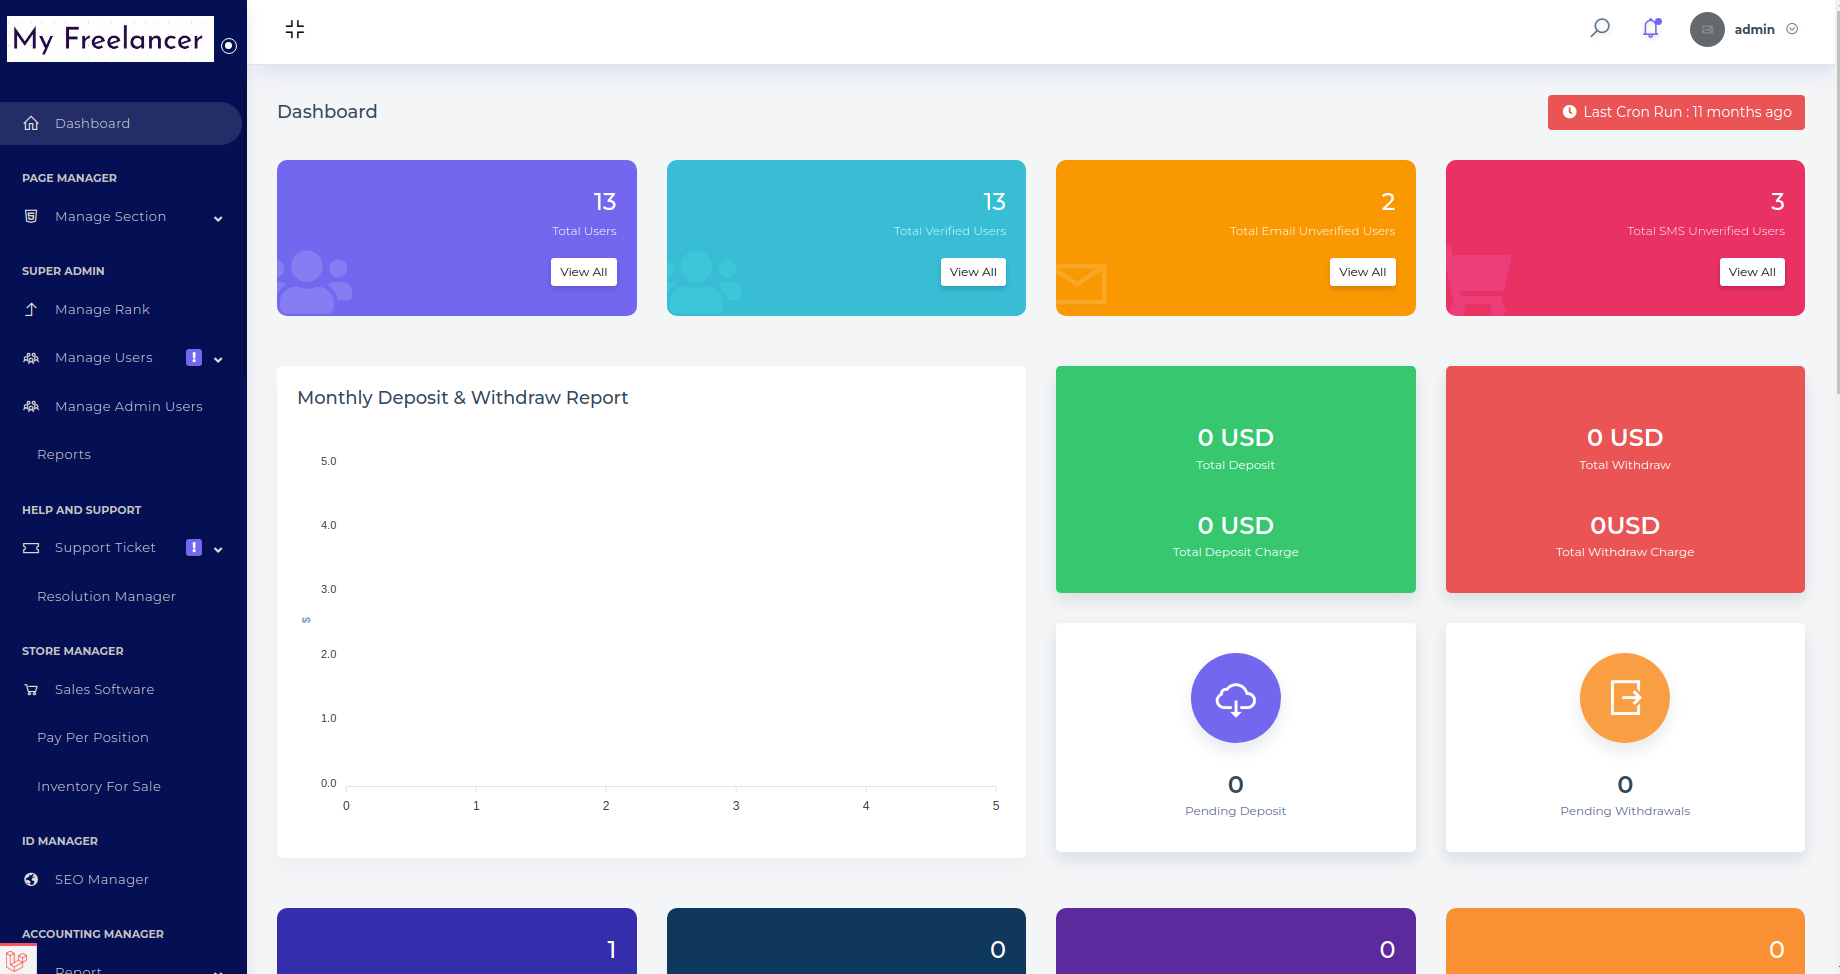 My Freelancer
admin
Dashboard
PAGE MANAGER
Manage Section
SUPER ADMIN
Manage Rank
Manage Users
!
Manage Admin Users
Reports
HELP AND SUPPORT
Support Ticket
!
Resolution Manager
STORE MANAGER
Sales Software
Pay Per Position
Inventory For Sale
ID MANAGER
SEO Manager
ACCOUNTING MANAGER
Report
Dashboard
Last Cron Run : 11 months ago
13
Total Users
View All
13
Total Verified Users
View All
2
Total Email Unverified Users
View All
3
Total SMS Unverified Users
View All
Monthly Deposit & Withdraw Report
5.0
4.0
3.0
$
2.0
1.0
0.0
0 1 2 3 4 5
0 USD
Total Deposit
0 USD
Total Deposit Charge
0 USD
Total Withdraw
0USD
Total Withdraw Charge
0
Pending Deposit
0
Pending Withdrawals
1
0
0
0